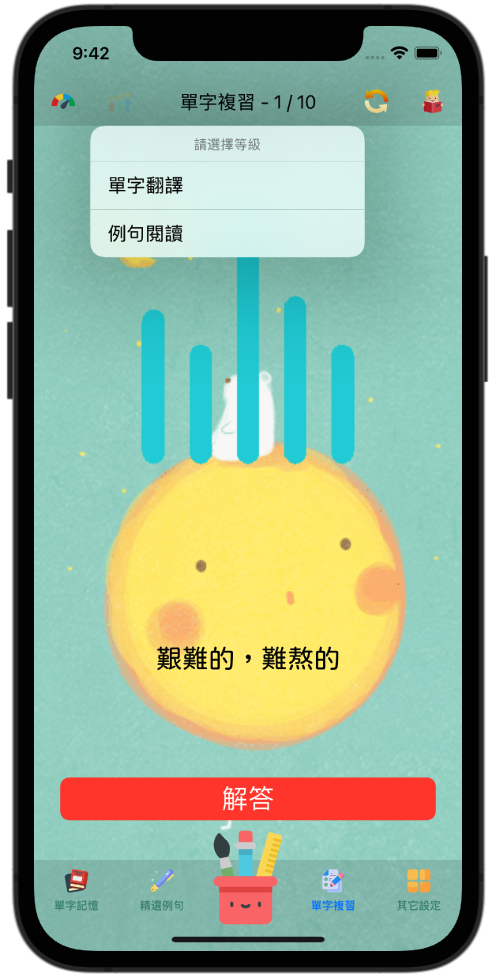 9:42
單字複習 - 1 / 10
請選擇等級
單字翻譯
例句閱讀
艱難的，難熬的
解答
單字記憶
精選例句
單字複習
其它設定